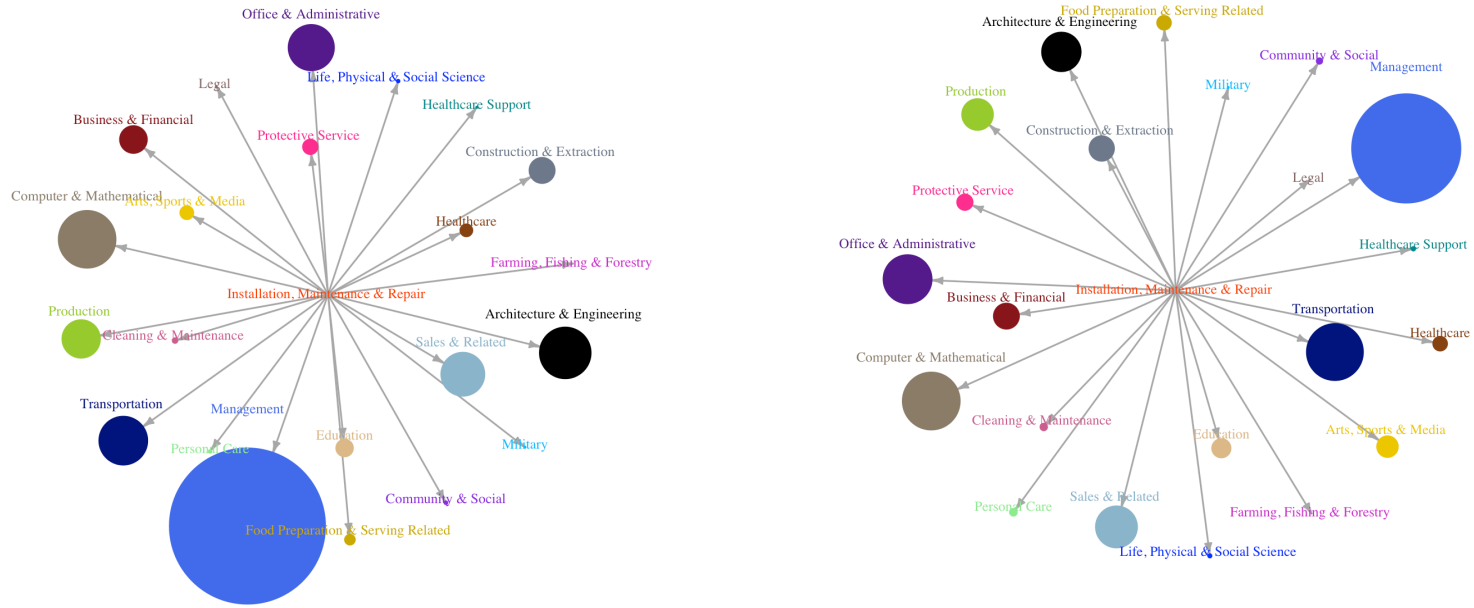 Office & Administrative
Life, Physical & Social Science
Legal
Healthcare Support
Business & Financial
Protective Service
Construction & Extraction
Computer & Mathematical
Arts, Sports & Media
Healthcare
Farming, Fishing & Forestry
Installation, Maintenance & Repair
Production
Architecture & Engineering
Cleaning & Maintenance
Sales & Related
Transportation
Management
Education
Military
Personal Care
Community & Social
Food Preparation & Serving Related
Food Preparation & Serving Related
Architecture & Engineering
Community & Social
Management
Military
Production
Construction & Extraction
Legal
Protective Service
Office & Administrative
Healthcare Support
Installation, Maintenance & Repair
Business & Financial
Transportation
Healthcare
Computer & Mathematical
Cleaning & Maintenance
Education
Arts, Sports & Media
Sales & Related
Personal Care
Farming, Fishing & Forestry
Life, Physical & Social Science